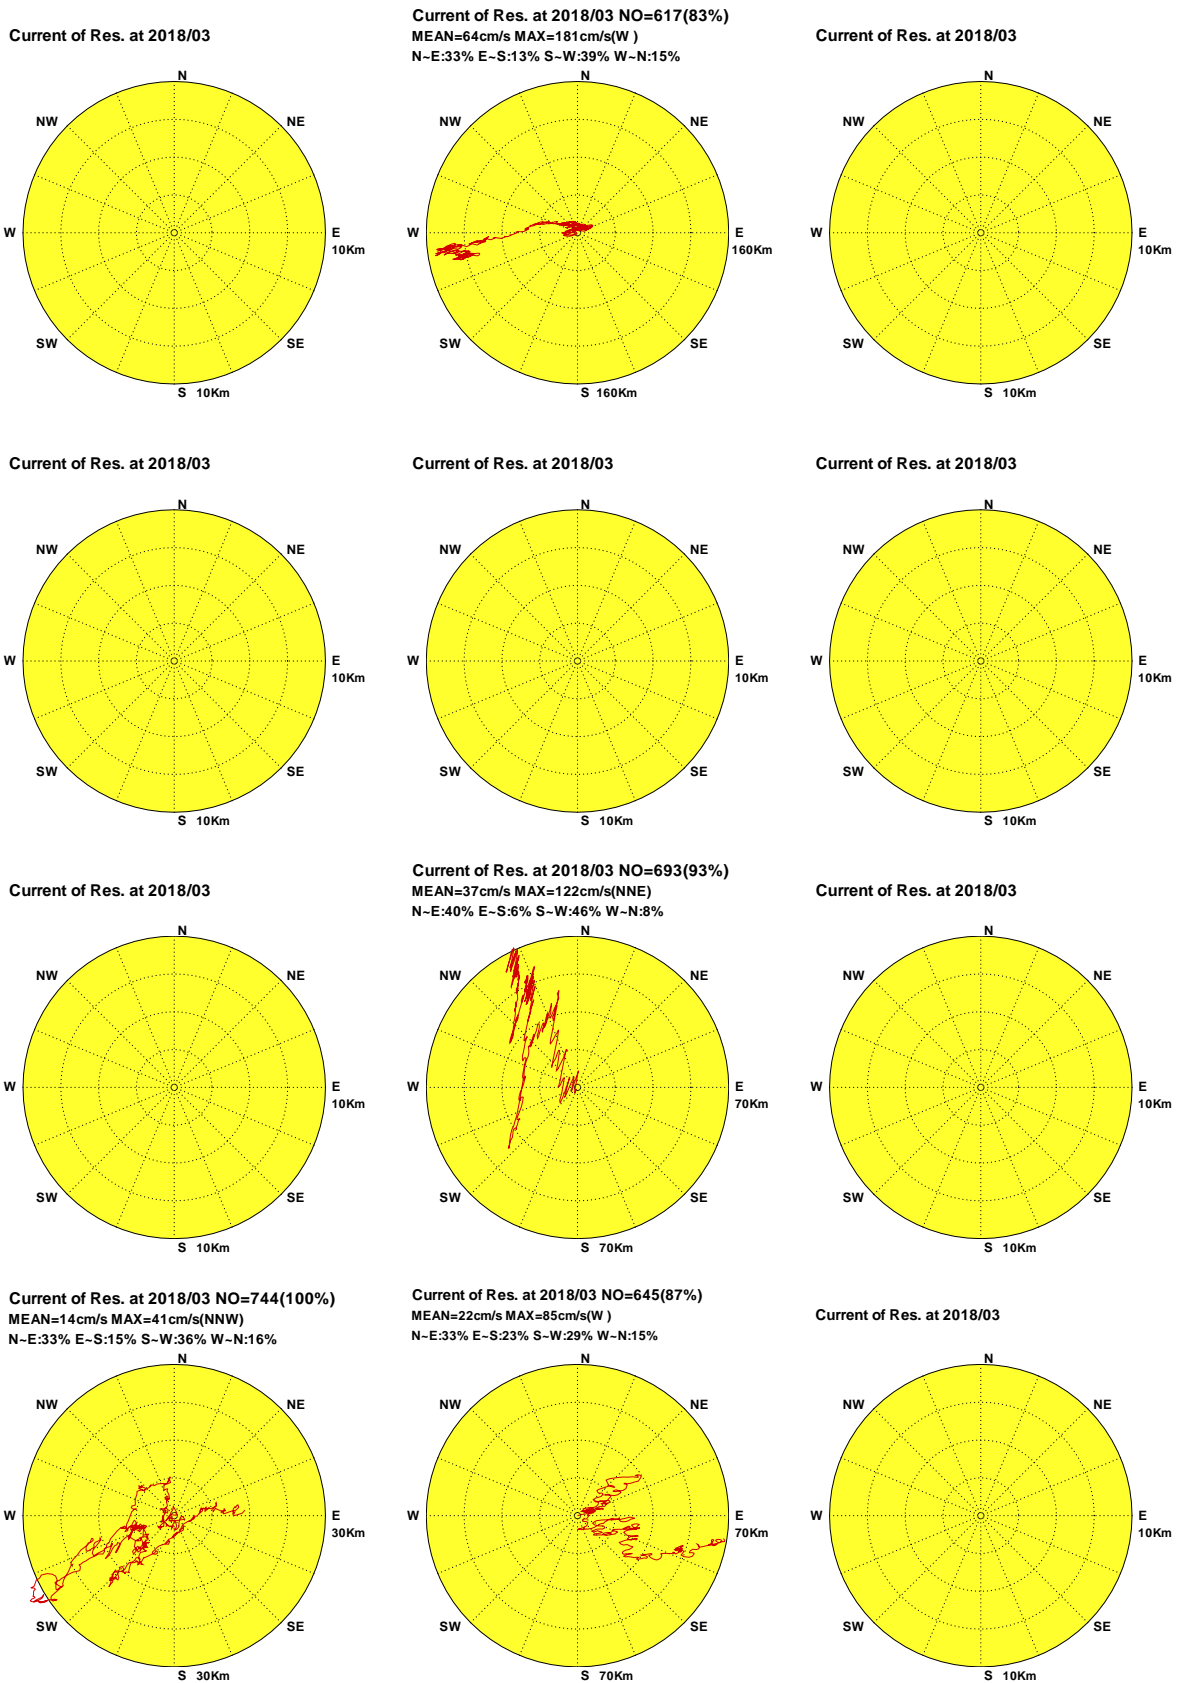 Current of Res. at 2018/03
N
NW
NE
W
E
10Km
SW
SE
S 10Km
Current of Res. at 2018/03 NO=617(83%)
MEAN=64cm/s MAX=181cm/s(W )
N~E:33% E~S:13% S~W:39% W~N:15%
N
NW
NE
W
E
160Km
SW
SE
S 160Km
Current of Res. at 2018/03
N
NW
NE
W
E
10Km
SW
SE
S 10Km
Current of Res. at 2018/03
N
NW
NE
W
E
10Km
SW
SE
S 10Km
Current of Res. at 2018/03
N
NW
NE
W
E
10Km
SW
SE
S 10Km
Current of Res. at 2018/03
N
NW
NE
W
E
10Km
SW
SE
S 10Km
Current of Res. at 2018/03
N
NW
NE
W
E
10Km
SW
SE
S 10Km
Current of Res. at 2018/03 NO=693(93%)
MEAN=37cm/s MAX=122cm/s(NNE)
N~E:40% E~S:6% S~W:46% W~N:8%
N
NW
NE
W
E
70Km
SW
SE
S 70Km
Current of Res. at 2018/03
N
NW
NE
W
E
10Km
SW
SE
S 10Km
Current of Res. at 2018/03 NO=744(100%)
MEAN=14cm/s MAX=41cm/s(NNW)
N~E:33% E~S:15% S~W:36% W~N:16%
N
NW
NE
W
E
30Km
SW
SE
S 30Km
Current of Res. at 2018/03 NO=645(87%)
MEAN=22cm/s MAX=85cm/s(W )
N~E:33% E~S:23% S~W:29% W~N:15%
N
NW
NE
W
E
70Km
SW
SE
S 70Km
Current of Res. at 2018/03
N
NW
NE
W
E
10Km
SW
SE
S 10Km